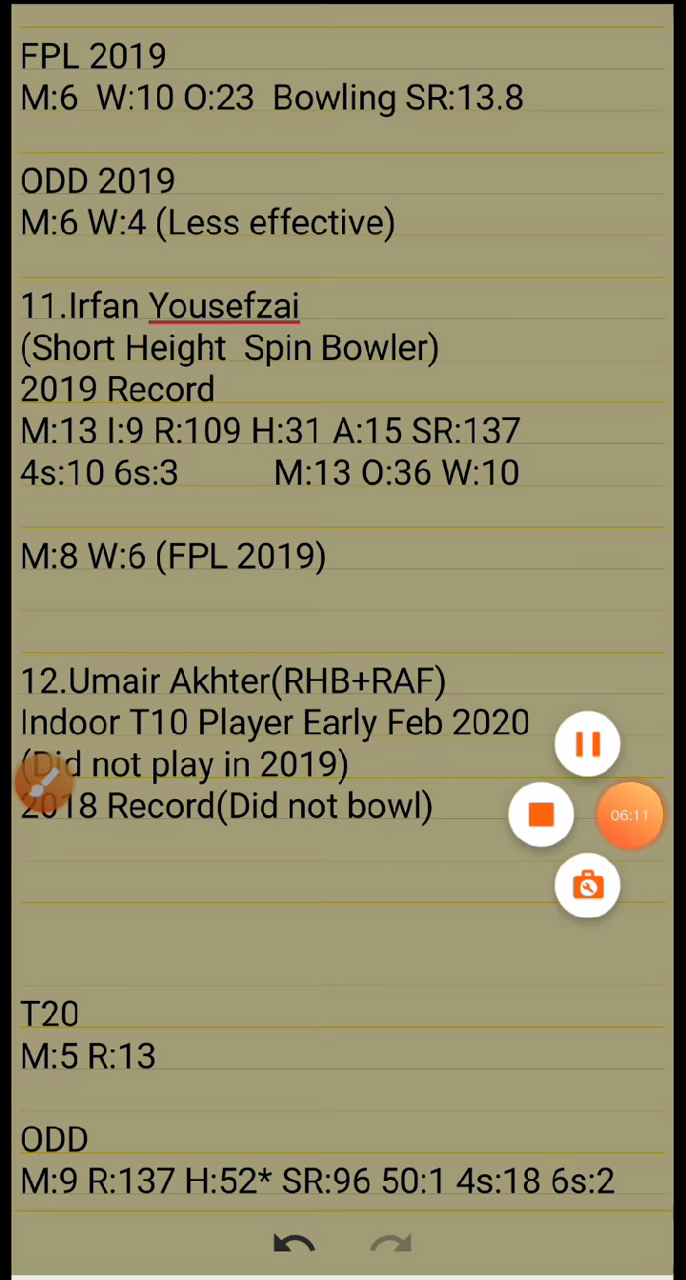 FPL 2019
M:6 W:10 O:23 Bowling SR:13.8
ODD 2019
M:6 W:4 (Less effective)
11.Irfan Yousefzai
(Short Height Spin Bowler)
2019 Record
M:13 I:9 R:109 H:31 A:15 SR:137
4s:10 6s:3 M:13 O:36 W:10
M:8 W:6 (FPL 2019)
12.Umair Akhter(RHB+RAF)
Indoor T10 Player Early Feb 2020
(Did not play in 2019)
2018 Record(Did not bowl)
06:11
T20
M:5 R:13
ODD
M:9 R:137 H:52* SR:96 50:1 4s:18 6s:2